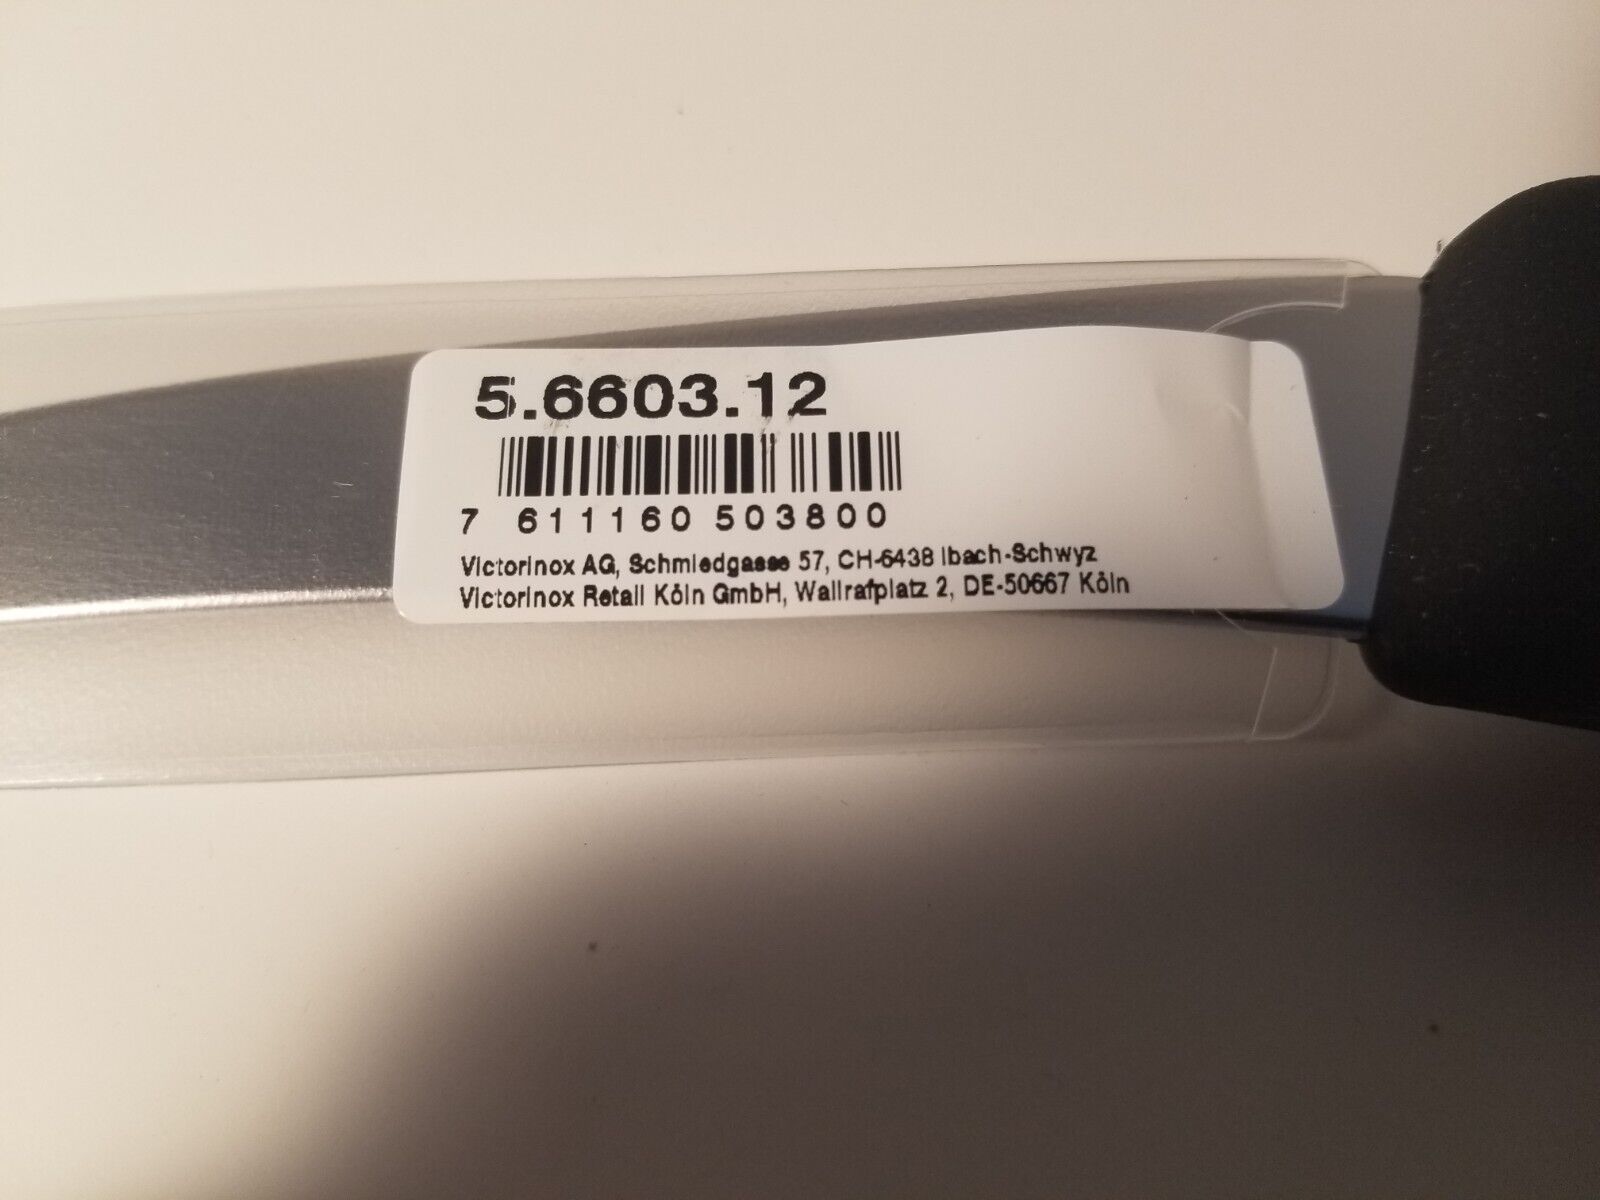 5.6603.12
7 611160 503800
Victorinox AG, Schmiedgasse 57, CH-6438 Ibach-Schwyz
Victorinox Retail Köln GmbH, Wallrafplatz 2, DE-50667 Köln